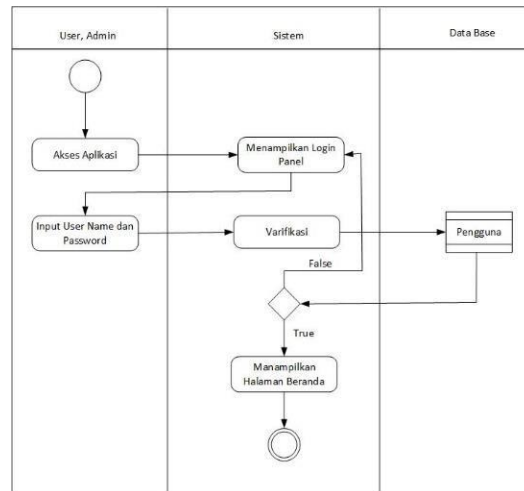 User, Admin
Sistem
Data Base
Akses Aplikasi
Menampilkan Login
Panel
Input User Name dan
Password
Varifikasi
Pengguna
False
True
Manampilkan
Halaman Beranda